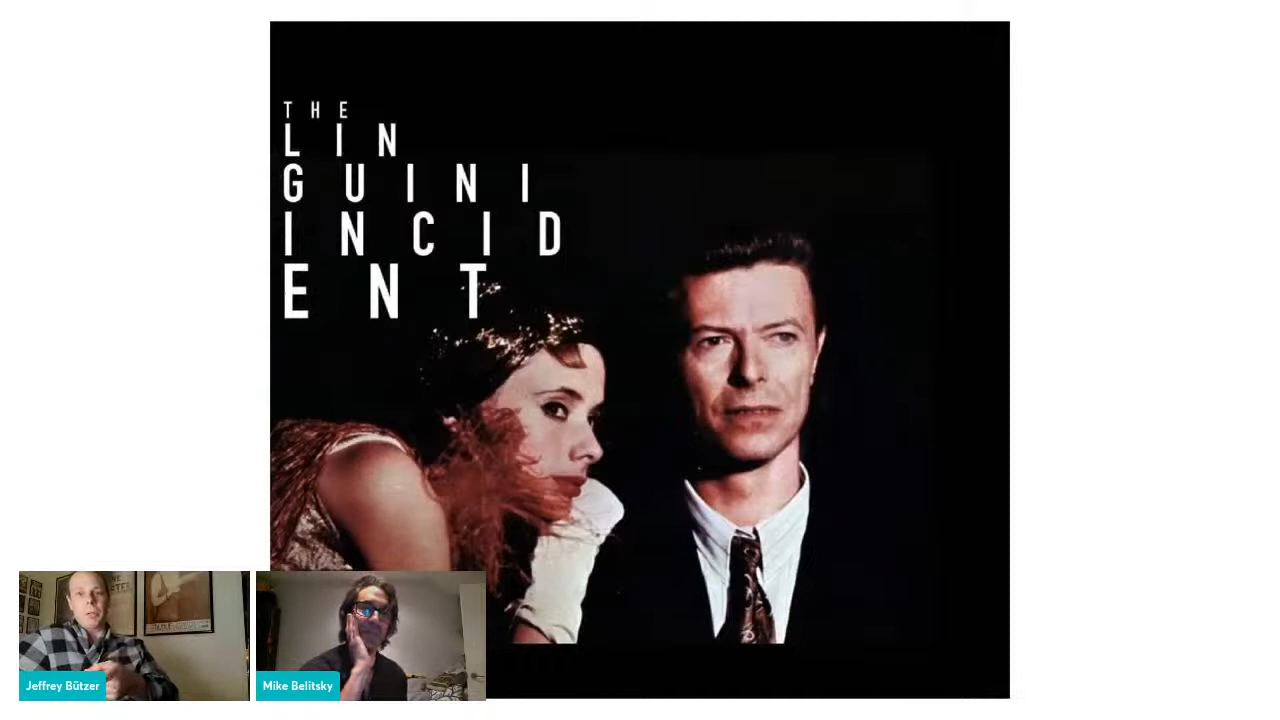 THE
LIN
GUINI
INCID
ENT
Jeffrey Bützer
Mike Belitsky